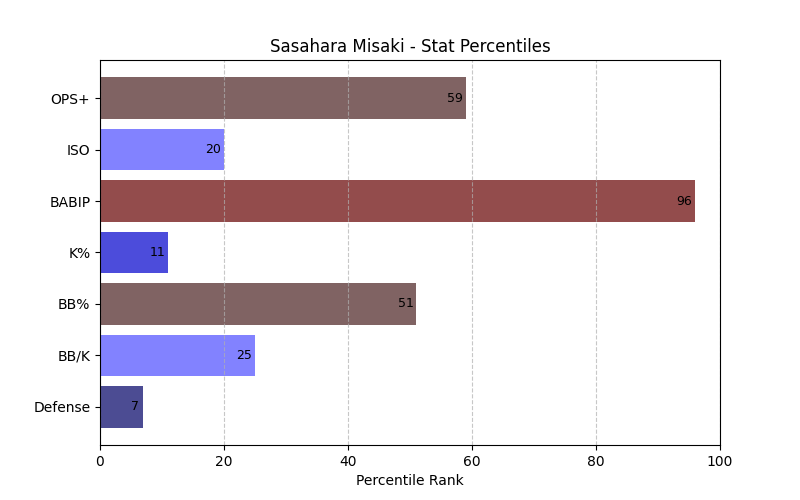 Sasahara Misaki - Stat Percentiles
OPS+ 59
ISO 20
BABIP 96
K% 11
BB% 51
BB/K 25
Defense 7
0 20 40 60 80 100
Percentile Rank